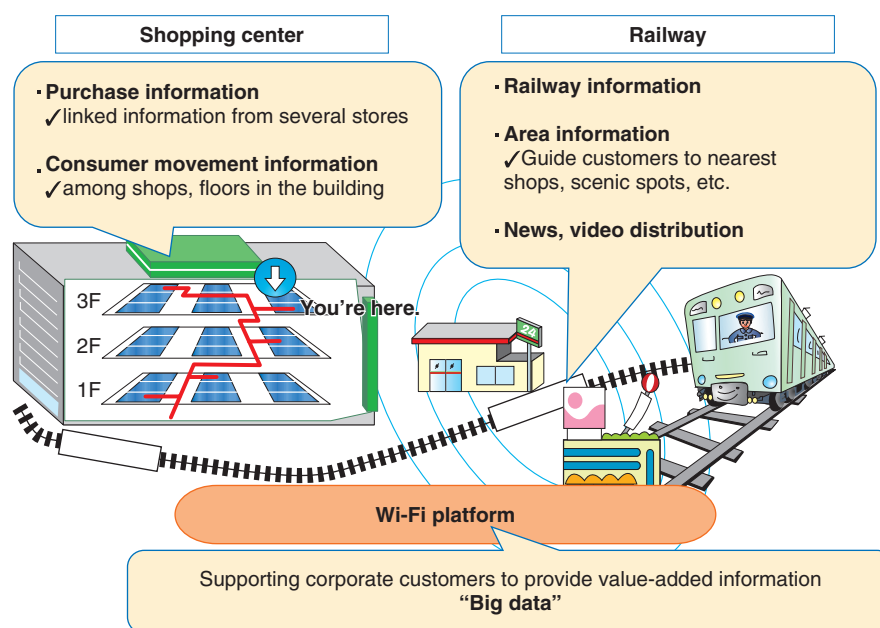 Shopping center
Railway
· Purchase information
✓linked information from several stores
· Consumer movement information
✓among shops, floors in the building
· Railway information
· Area information
✓Guide customers to nearest
shops, scenic spots, etc.
· News, video distribution
3F
You’re here.
2F
1F
24
Wi-Fi platform
Supporting corporate customers to provide value-added information
“Big data”